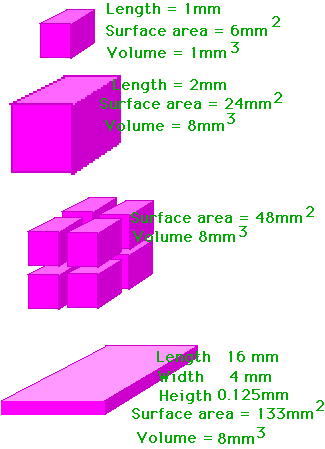 Length = 1mm
Surface area = 6mm²
Volume = 1mm³
Length = 2mm
Surface area = 24mm²
Volume = 8mm³
Surface area = 48mm²
Volume 8mm³
Length 16 mm
Width 4 mm
Heigth 0.125mm
Surface area = 133mm²
Volume = 8mm³